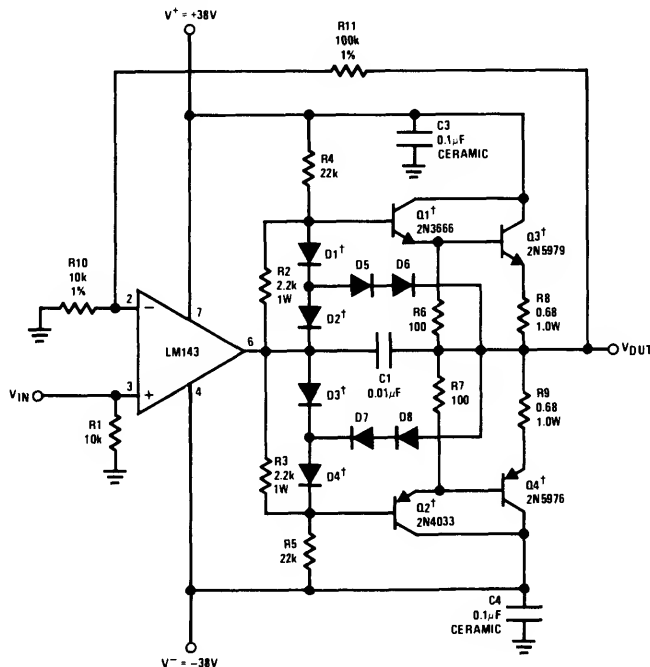 V+ = +38V
R11
100k
1%
C3
0.1µF
CERAMIC
R4
22k
Q1†
2N3666
Q3†
2N5979
D1†
D5
D6
R10
10k
1%
R2
2.2k
1W
R6
100
R8
0.68
1.0W
D2†
2
−
7
LM143
6
VOUT
VIN
3
+
4
C1
0.01µF
R7
100
R9
0.68
1.0W
R1
10k
D3†
D7
D8
R3
2.2k
1W
D4†
Q2†
2N4033
Q4†
2N5976
R5
22k
C4
0.1µF
CERAMIC
V− = −38V